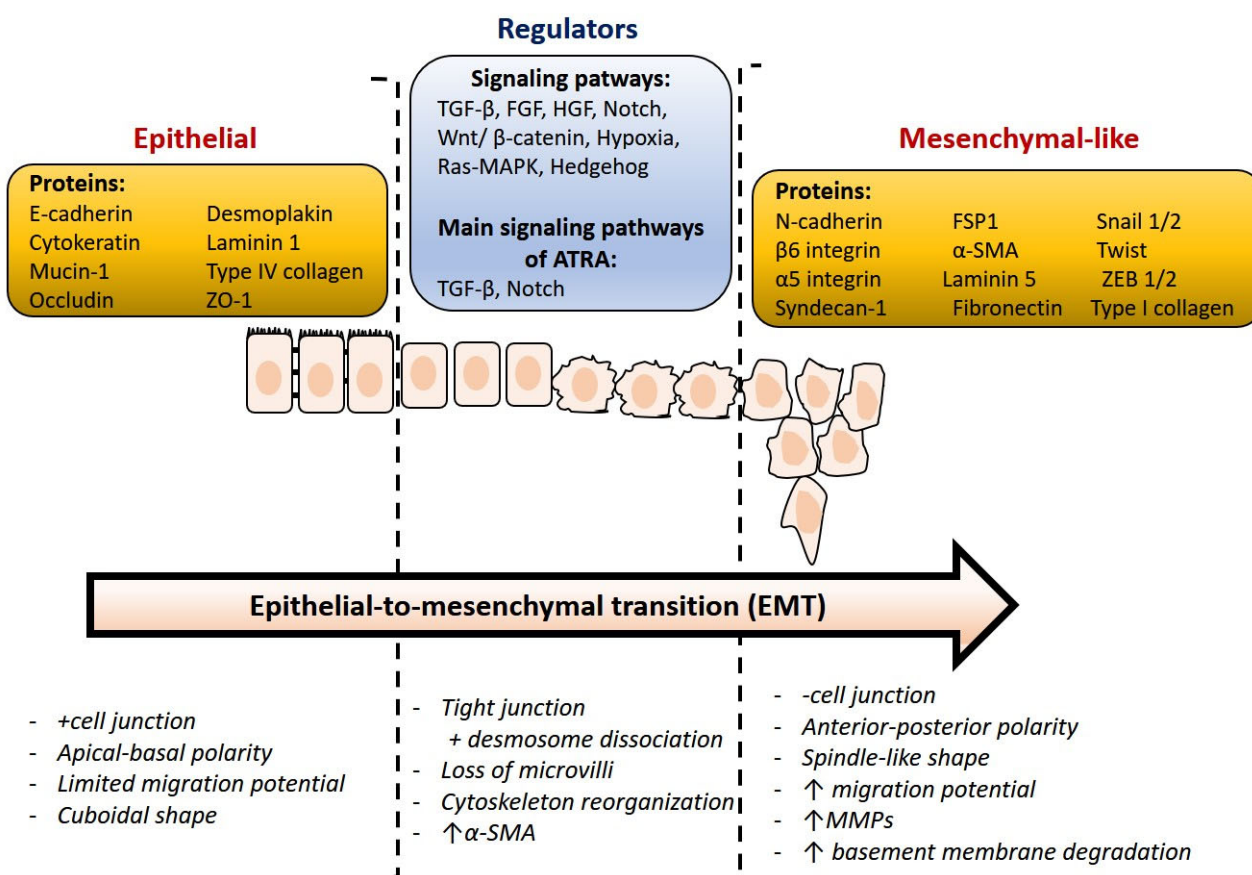 Regulators
Signaling patways:
TGF-β, FGF, HGF, Notch,
Wnt/ β-catenin, Hypoxia,
Ras-MAPK, Hedgehog
Main signaling pathways
of ATRA:
TGF-β, Notch
Epithelial
Proteins:
E-cadherin Desmoplakin
Cytokeratin Laminin 1
Mucin-1 Type IV collagen
Occludin ZO-1
Mesenchymal-like
Proteins:
N-cadherin FSP1 Snail 1/2
β6 integrin α-SMA Twist
α5 integrin Laminin 5 ZEB 1/2
Syndecan-1 Fibronectin Type I collagen
Epithelial-to-mesenchymal transition (EMT)
- +cell junction
- Apical-basal polarity
- Limited migration potential
- Cuboidal shape
- Tight junction
+ desmosome dissociation
- Loss of microvilli
- Cytoskeleton reorganization
- ↑α-SMA
- -cell junction
- Anterior-posterior polarity
- Spindle-like shape
- ↑ migration potential
- ↑MMPs
- ↑ basement membrane degradation